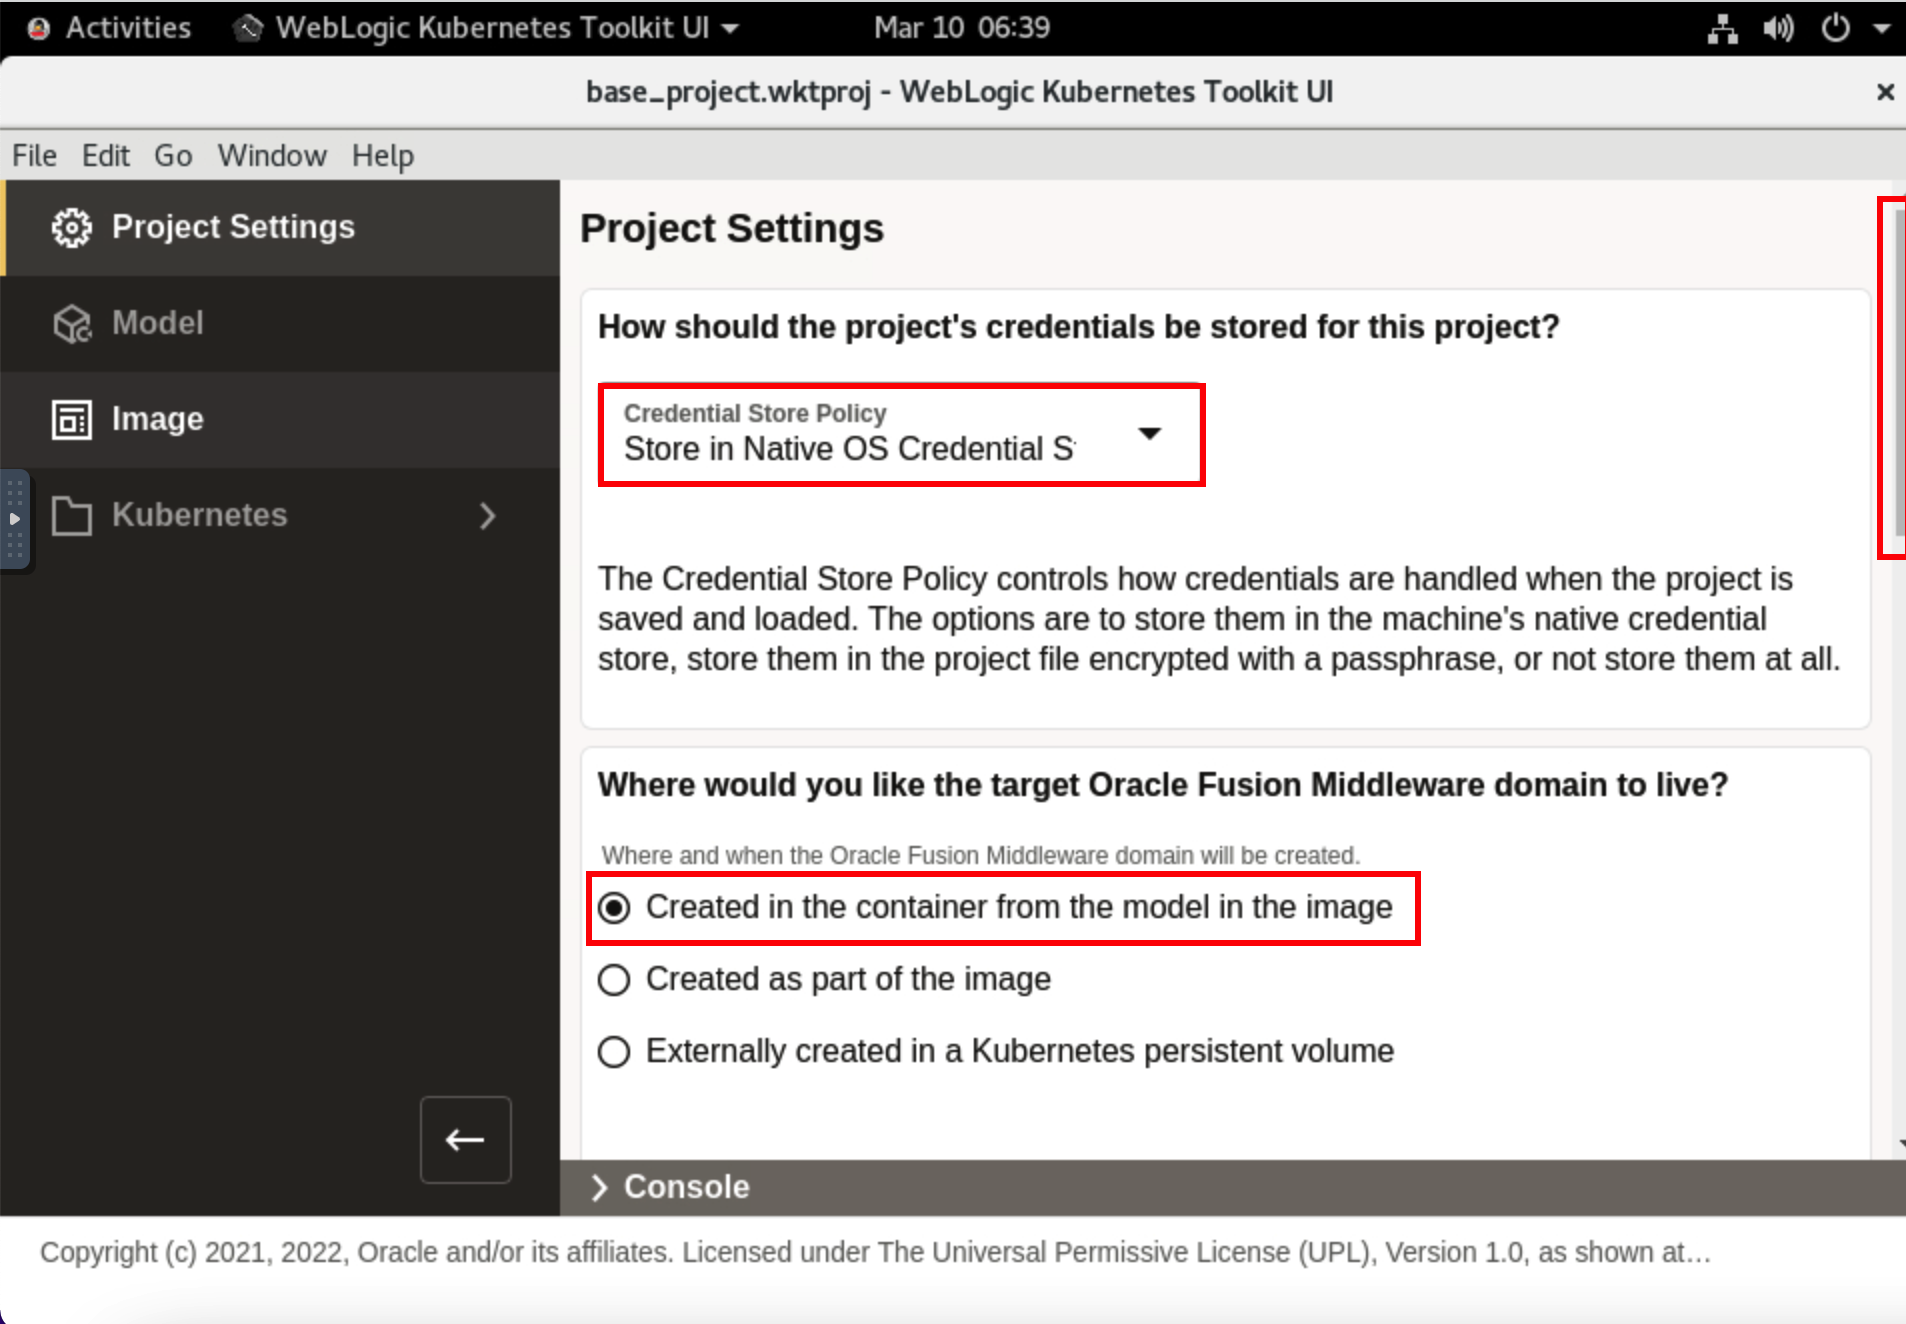 Activities WebLogic Kubernetes Toolkit UI Mar 10 06:39
base_project.wktproj - WebLogic Kubernetes Toolkit UI
File Edit Go Window Help
Project Settings
Model
Image
Kubernetes
Project Settings
How should the project's credentials be stored for this project?
Credential Store Policy
Store in Native OS Credential S
The Credential Store Policy controls how credentials are handled when the project is
saved and loaded. The options are to store them in the machine's native credential
store, store them in the project file encrypted with a passphrase, or not store them at all.
Where would you like the target Oracle Fusion Middleware domain to live?
Where and when the Oracle Fusion Middleware domain will be created.
Created in the container from the model in the image
Created as part of the image
Externally created in a Kubernetes persistent volume
Console
Copyright (c) 2021, 2022, Oracle and/or its affiliates. Licensed under The Universal Permissive License (UPL), Version 1.0, as shown at…